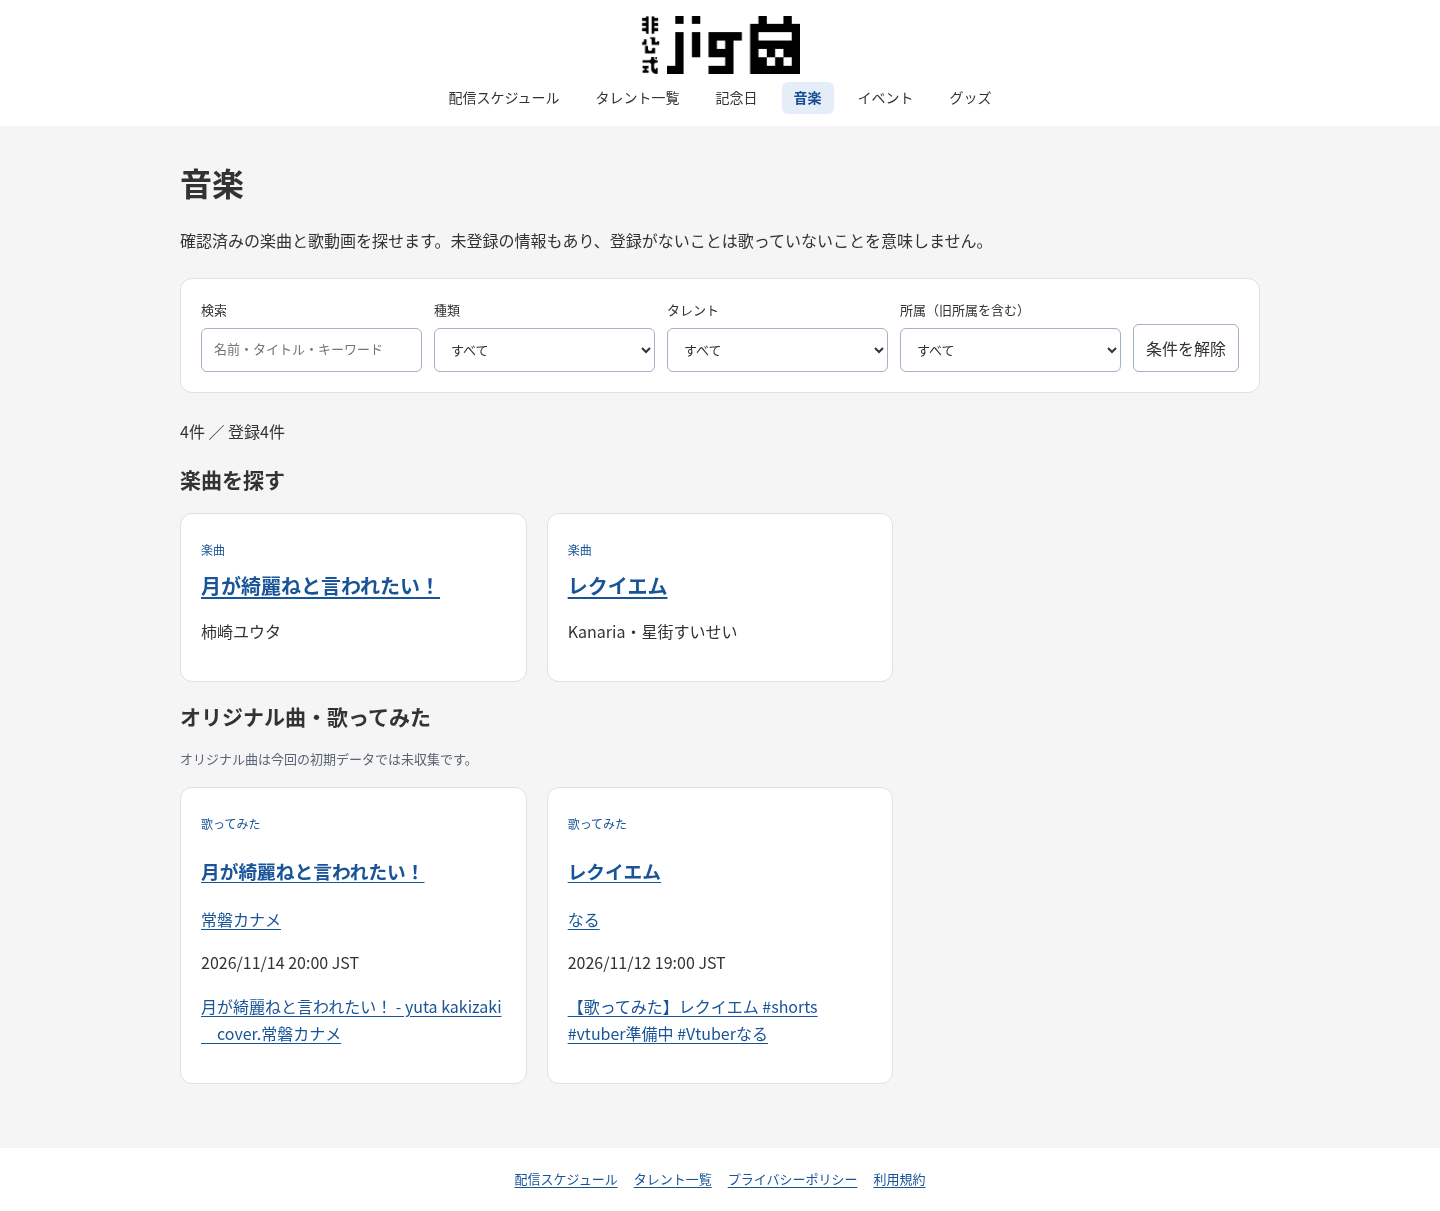 非公式 jig曲
配信スケジュール タレント一覧 記念日 音楽 イベント グッズ
音楽
確認済みの楽曲と歌動画を探せます。未登録の情報もあり、登録がないことは歌っていないことを意味しません。
検索 種類 タレント 所属（旧所属を含む）
名前・タイトル・キーワード すべて すべて すべて 条件を解除
4件 ／ 登録4件
楽曲を探す
楽曲 楽曲
月が綺麗ねと言われたい！ レクイエム
柿崎ユウタ Kanaria・星街すいせい
オリジナル曲・歌ってみた
オリジナル曲は今回の初期データでは未収集です。
歌ってみた 歌ってみた
月が綺麗ねと言われたい！ レクイエム
常磐カナメ なる
2026/11/14 20:00 JST 2026/11/12 19:00 JST
月が綺麗ねと言われたい！ - yuta kakizaki 【歌ってみた】レクイエム #shorts
cover.常磐カナメ #vtuber準備中 #Vtuberなる
配信スケジュール タレント一覧 プライバシーポリシー 利用規約